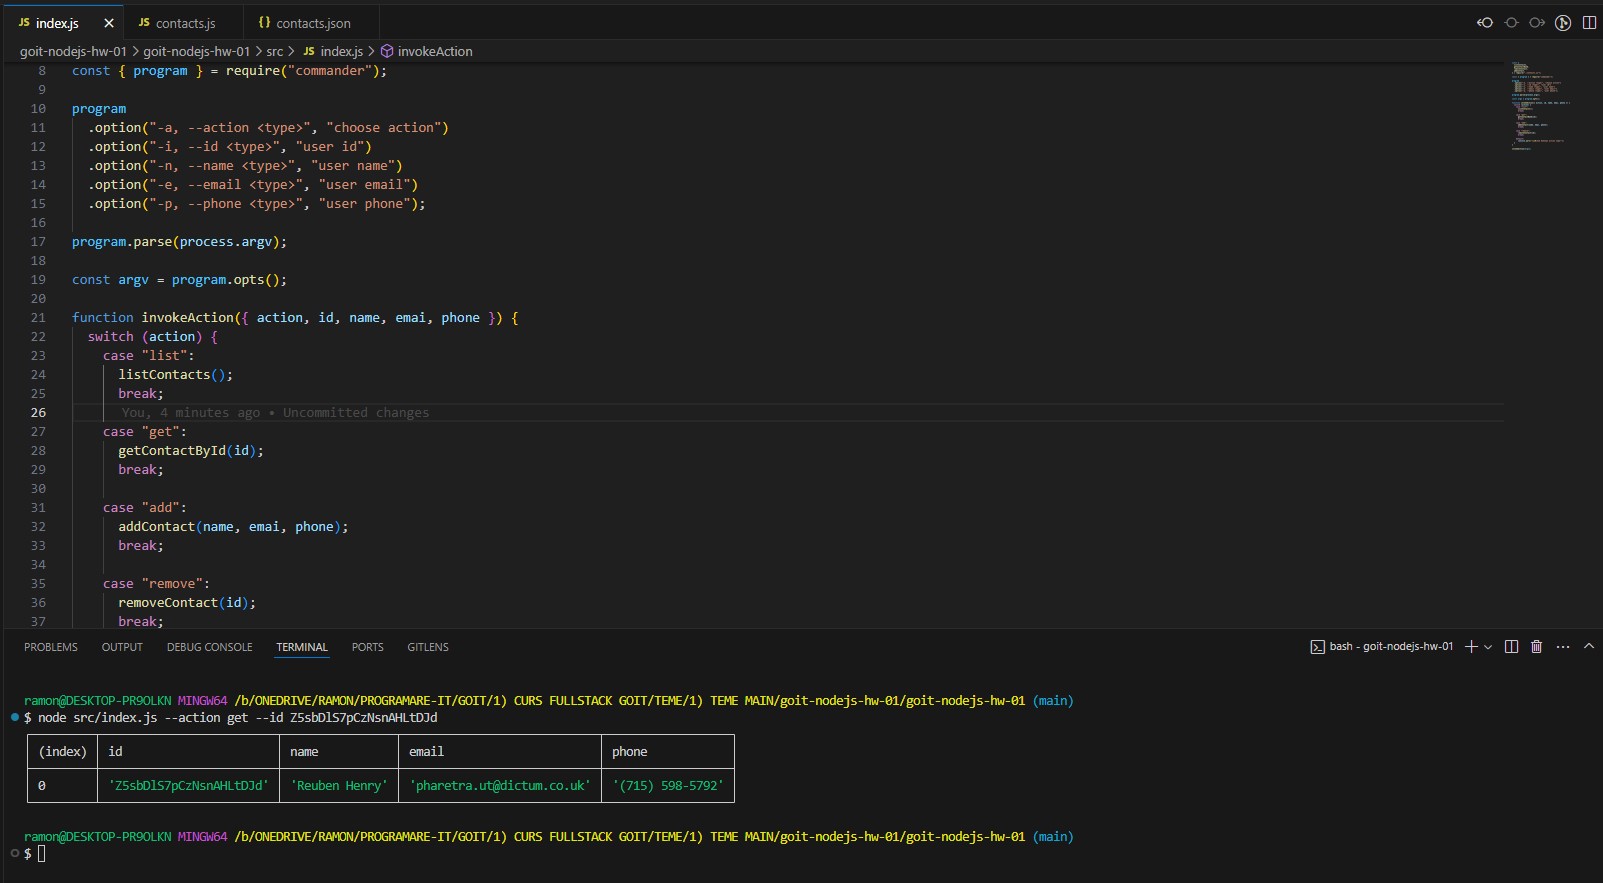 JS index.js × JS contacts.js {} contacts.json
goit-nodejs-hw-01 > goit-nodejs-hw-01 > src > JS index.js > invokeAction
8 const { program } = require("commander");
9
10 program
11 .option("-a, --action <type>", "choose action")
12 .option("-i, --id <type>", "user id")
13 .option("-n, --name <type>", "user name")
14 .option("-e, --email <type>", "user email")
15 .option("-p, --phone <type>", "user phone");
16
17 program.parse(process.argv);
18
19 const argv = program.opts();
20
21 function invokeAction({ action, id, name, emai, phone }) {
22 switch (action) {
23 case "list":
24 listContacts();
25 break;
26 You, 4 minutes ago • Uncommitted changes
27 case "get":
28 getContactById(id);
29 break;
30
31 case "add":
32 addContact(name, emai, phone);
33 break;
34
35 case "remove":
36 removeContact(id);
37 break;
PROBLEMS OUTPUT DEBUG CONSOLE TERMINAL PORTS GITLENS bash - goit-nodejs-hw-01
ramon@DESKTOP-PR9OLKN MINGW64 /b/ONEDRIVE/RAMON/PROGRAMARE-IT/GOIT/1) CURS FULLSTACK GOIT/TEME/1) TEME MAIN/goit-nodejs-hw-01/goit-nodejs-hw-01 (main)
$ node src/index.js --action get --id Z5sbDlS7pCzNsnAHLtDJd
(index) id name email phone
0 'Z5sbDlS7pCzNsnAHLtDJd' 'Reuben Henry' 'pharetra.ut@dictum.co.uk' '(715) 598-5792'
ramon@DESKTOP-PR9OLKN MINGW64 /b/ONEDRIVE/RAMON/PROGRAMARE-IT/GOIT/1) CURS FULLSTACK GOIT/TEME/1) TEME MAIN/goit-nodejs-hw-01/goit-nodejs-hw-01 (main)
$